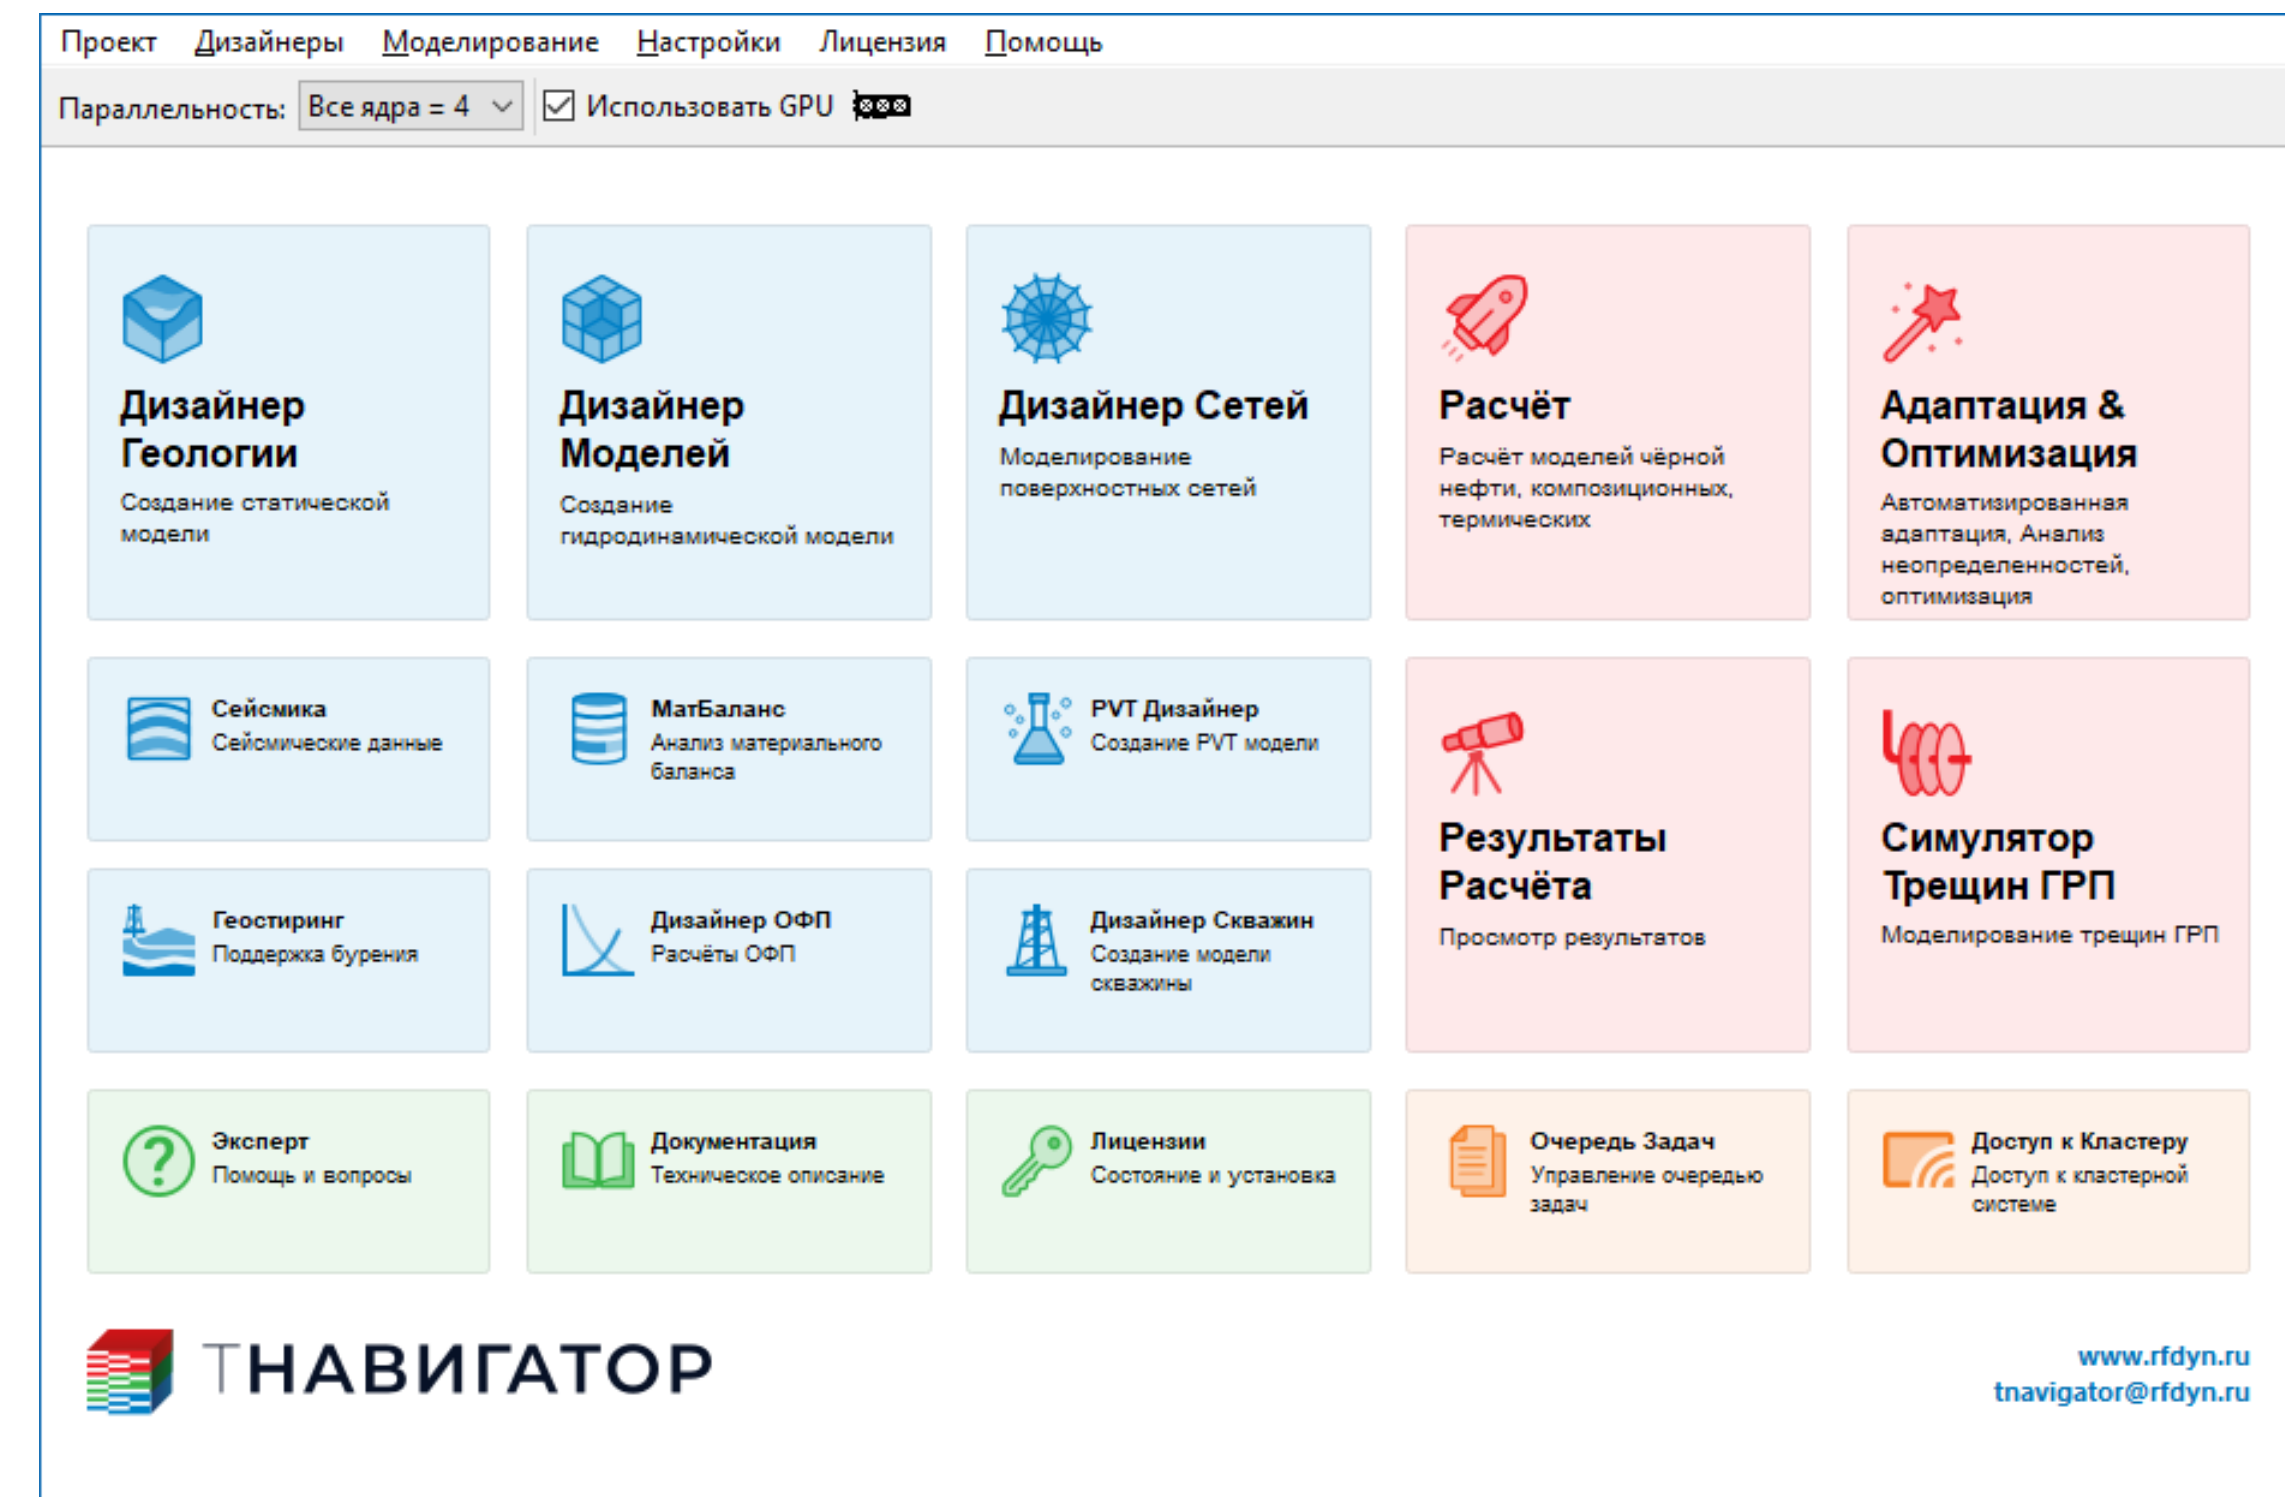 Проект Дизайнеры Моделирование Настройки Лицензия Помощь
Параллельность: Все ядра = 4 Использовать GPU
Дизайнер
Геологии
Создание статической
модели
Дизайнер
Моделей
Создание
гидродинамической модели
Дизайнер Сетей
Моделирование
поверхностных сетей
Расчёт
Расчёт моделей чёрной
нефти, композиционных,
термических
Адаптация &
Оптимизация
Автоматизированная
адаптация, Анализ
неопределенностей,
оптимизация
Сейсмика
Сейсмические данные
МатБаланс
Анализ материального
баланса
PVT Дизайнер
Создание PVT модели
Результаты
Расчёта
Просмотр результатов
Симулятор
Трещин ГРП
Моделирование трещин ГРП
Геостиринг
Поддержка бурения
Дизайнер ОФП
Расчёты ОФП
Дизайнер Скважин
Создание модели
скважины
Эксперт
Помощь и вопросы
Документация
Техническое описание
Лицензии
Состояние и установка
Очередь Задач
Управление очередью
задач
Доступ к Кластеру
Доступ к кластерной
системе
ТНАВИГАТОР
www.rfdyn.ru
tnavigator@rfdyn.ru